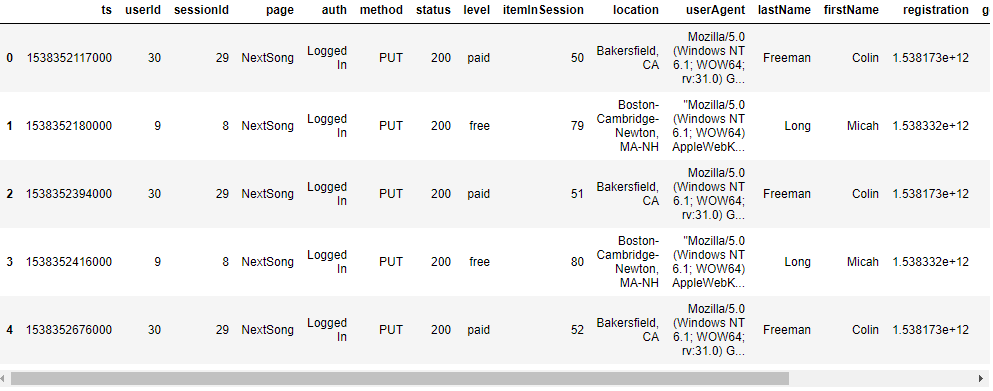 ts userId sessionId page auth method status level itemInSession location userAgent lastName firstName registration g
0 1538352117000 30 29 NextSong Logged In PUT 200 paid 50 Bakersfield, CA Mozilla/5.0 (Windows NT 6.1; WOW64; rv:31.0) G... Freeman Colin 1.538173e+12
1 1538352180000 9 8 NextSong Logged In PUT 200 free 79 Boston-Cambridge-Newton, MA-NH "Mozilla/5.0 (Windows NT 6.1; WOW64) AppleWebK... Long Micah 1.538332e+12
2 1538352394000 30 29 NextSong Logged In PUT 200 paid 51 Bakersfield, CA Mozilla/5.0 (Windows NT 6.1; WOW64; rv:31.0) G... Freeman Colin 1.538173e+12
3 1538352416000 9 8 NextSong Logged In PUT 200 free 80 Boston-Cambridge-Newton, MA-NH "Mozilla/5.0 (Windows NT 6.1; WOW64) AppleWebK... Long Micah 1.538332e+12
4 1538352676000 30 29 NextSong Logged In PUT 200 paid 52 Bakersfield, CA Mozilla/5.0 (Windows NT 6.1; WOW64; rv:31.0) G... Freeman Colin 1.538173e+12